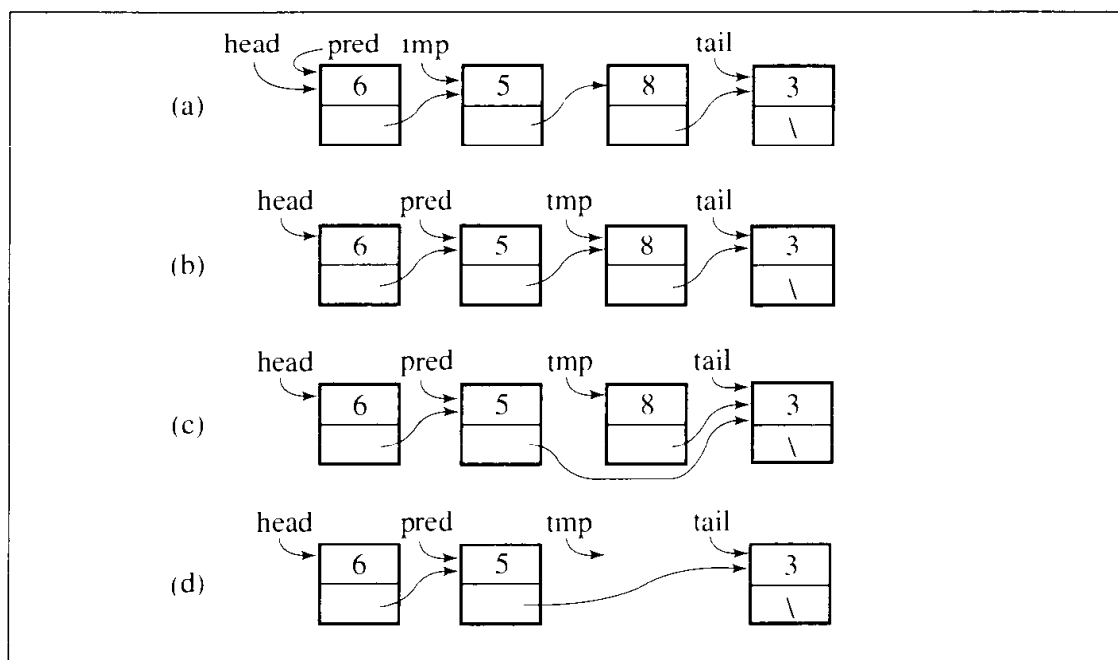 head pred tmp tail
(a) 6 5 8 3 \
head pred tmp tail
(b) 6 5 8 3 \
head pred tmp tail
(c) 6 5 8 3 \
head pred tmp tail
(d) 6 5 3 \